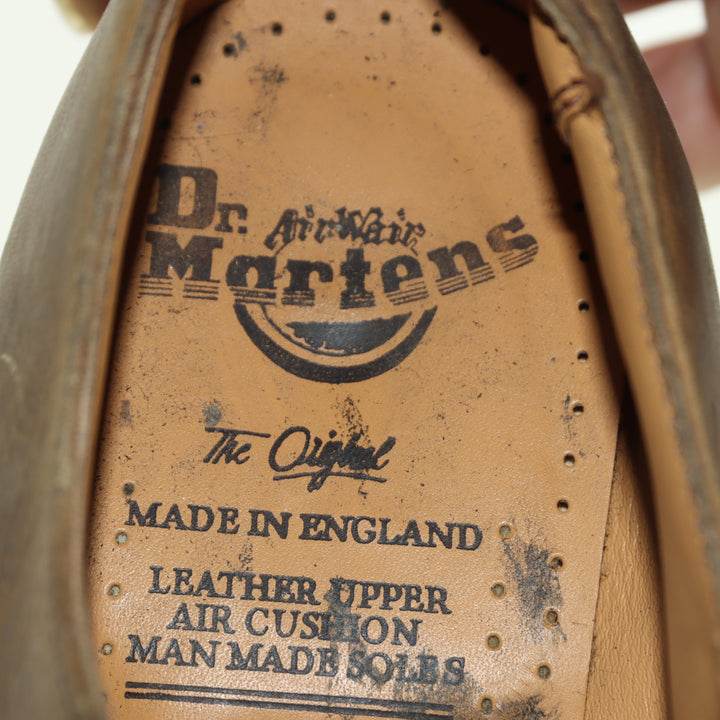 Dr. AirWair
Martens
The Original
MADE IN ENGLAND
LEATHER UPPER
AIR CUSHION
MAN MADE SOLES